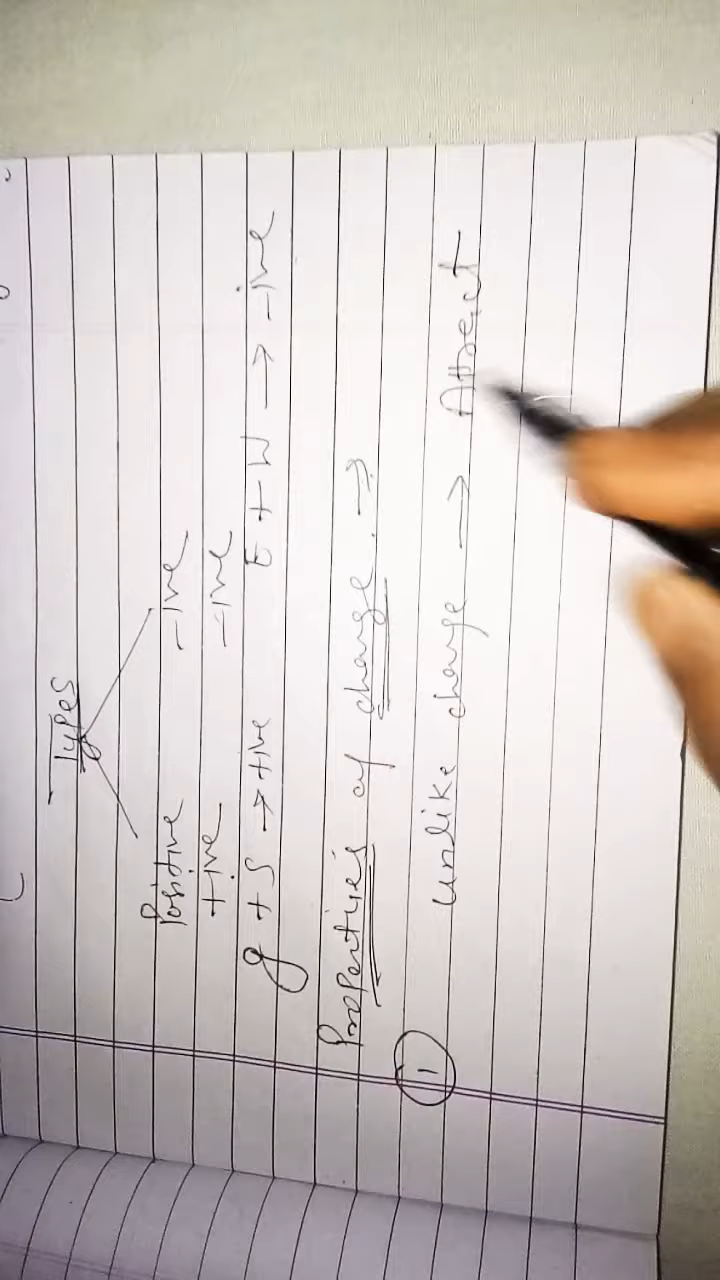 Types
Positive -ive
+ive -ive
g + S → +ive E + W → -ive
Properties of charge. →
① unlike charge → Attract